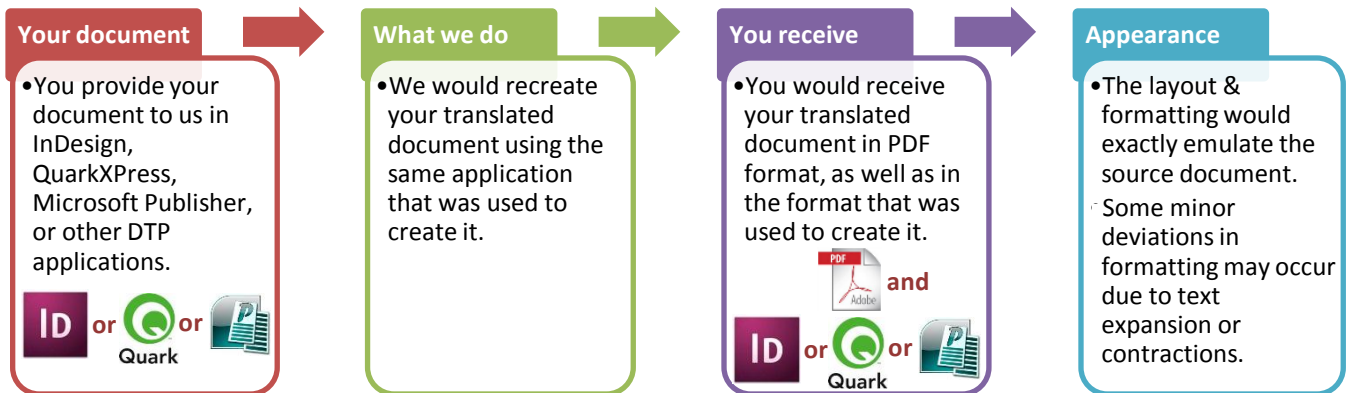 Your document
•You provide your
document to us in
InDesign,
QuarkXPress,
Microsoft Publisher,
or other DTP
applications.
ID or Quark or P
What we do
•We would recreate
your translated
document using the
same application
that was used to
create it.
You receive
•You would receive
your translated
document in PDF
format, as well as in
the format that was
used to create it.
PDF Adobe and
ID or Quark or P
Appearance
•The layout &
formatting would
exactly emulate the
source document.
Some minor
deviations in
formatting may occur
due to text
expansion or
contractions.